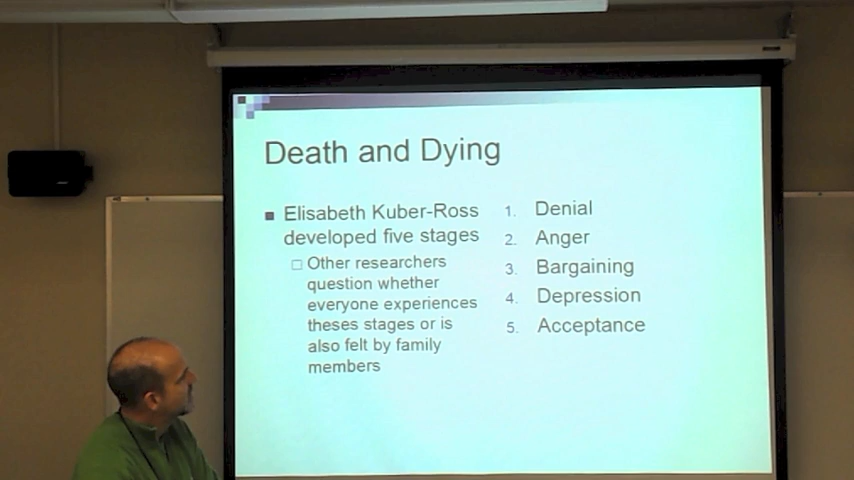 Death and Dying
Elisabeth Kuber-Ross
developed five stages
Other researchers
question whether
everyone experiences
theses stages or is
also felt by family
members
1. Denial
2. Anger
3. Bargaining
4. Depression
5. Acceptance